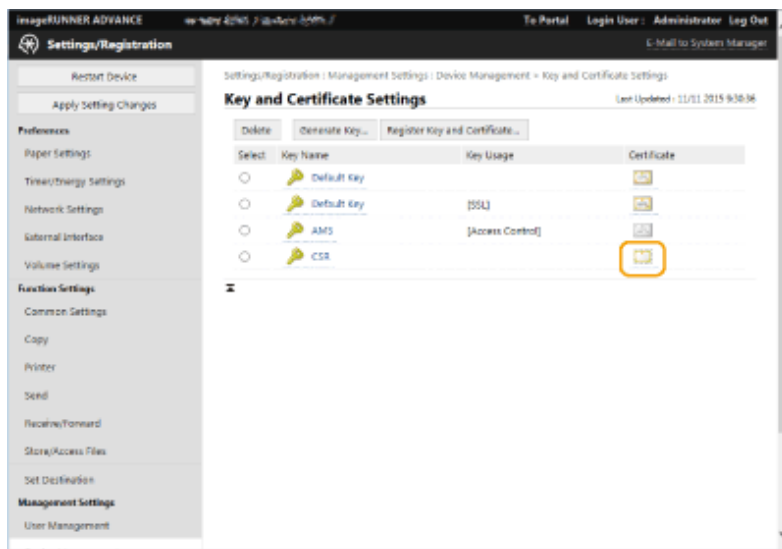 imageRUNNER ADVANCE
To Portal Login User : Administrator Log Out
Settings/Registration
E-Mail to System Manager
Restart Device
Apply Setting Changes
Settings/Registration : Management Settings : Device Management > Key and Certificate Settings
Key and Certificate Settings
Last Updated : 11/11 2015 9:30:36
Delete Generate Key... Register Key and Certificate...
Select Key Name Key Usage Certificate
Default Key
Default Key [SSL]
AMS [Access Control]
CSR
Preferences
Paper Settings
Timer/Energy Settings
Network Settings
External Interface
Volume Settings
Function Settings
Common Settings
Copy
Printer
Send
Receive/Forward
Store/Access Files
Set Destination
Management Settings
User Management